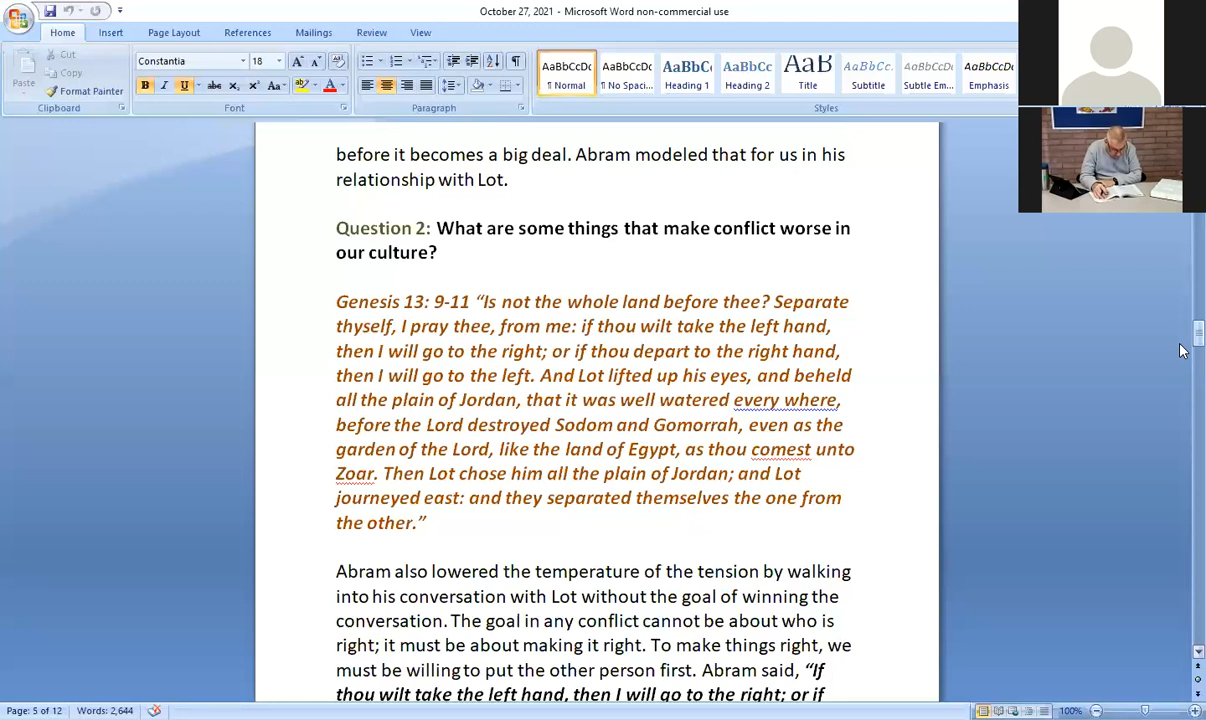 October 27, 2021 - Microsoft Word non-commercial use
Home Insert Page Layout References Mailings Review View
Paste
Cut
Copy
Format Painter
Clipboard
Constantia 18
B I U abc x₂ x² Aa
Font
Paragraph
AaBbCcDc ¶ Normal
AaBbCcDc ¶ No Spaci...
AaBbC Heading 1
AaBbCc Heading 2
AaB Title
AaBbCc. Subtitle
AaBbCcDc Subtle Em...
AaBbCcDc Emphasis
Styles
before it becomes a big deal. Abram modeled that for us in his
relationship with Lot.
Question 2: What are some things that make conflict worse in
our culture?
Genesis 13: 9-11 “Is not the whole land before thee? Separate
thyself, I pray thee, from me: if thou wilt take the left hand,
then I will go to the right; or if thou depart to the right hand,
then I will go to the left. And Lot lifted up his eyes, and beheld
all the plain of Jordan, that it was well watered every where,
before the Lord destroyed Sodom and Gomorrah, even as the
garden of the Lord, like the land of Egypt, as thou comest unto
Zoar. Then Lot chose him all the plain of Jordan; and Lot
journeyed east: and they separated themselves the one from
the other.”
Abram also lowered the temperature of the tension by walking
into his conversation with Lot without the goal of winning the
conversation. The goal in any conflict cannot be about who is
right; it must be about making it right. To make things right, we
must be willing to put the other person first. Abram said, “If
thou wilt take the left hand, then I will go to the right; or if
Page: 5 of 12 Words: 2,644 100%